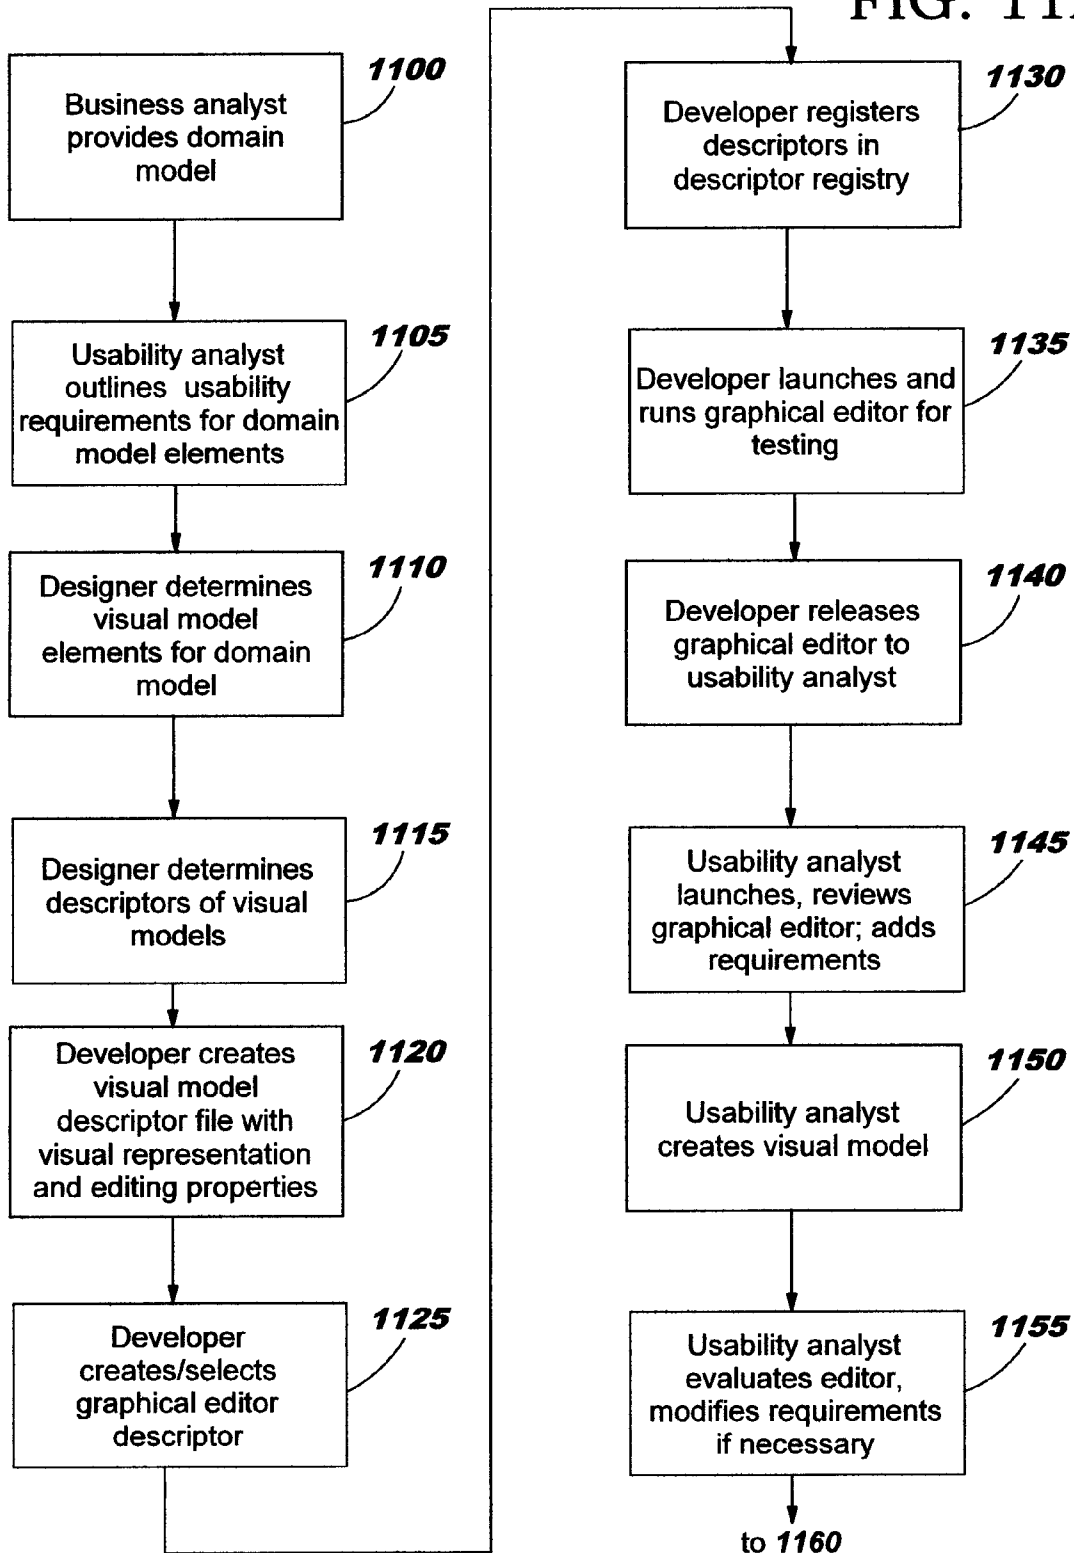 FIG. 11
1100
Business analyst
provides domain
model
1105
Usability analyst
outlines usability
requirements for domain
model elements
1110
Designer determines
visual model
elements for domain
model
1115
Designer determines
descriptors of visual
models
1120
Developer creates
visual model
descriptor file with
visual representation
and editing properties
1125
Developer
creates/selects
graphical editor
descriptor
1130
Developer registers
descriptors in
descriptor registry
1135
Developer launches and
runs graphical editor for
testing
1140
Developer releases
graphical editor to
usability analyst
1145
Usability analyst
launches, reviews
graphical editor; adds
requirements
1150
Usability analyst
creates visual model
1155
Usability analyst
evaluates editor,
modifies requirements
if necessary
to 1160